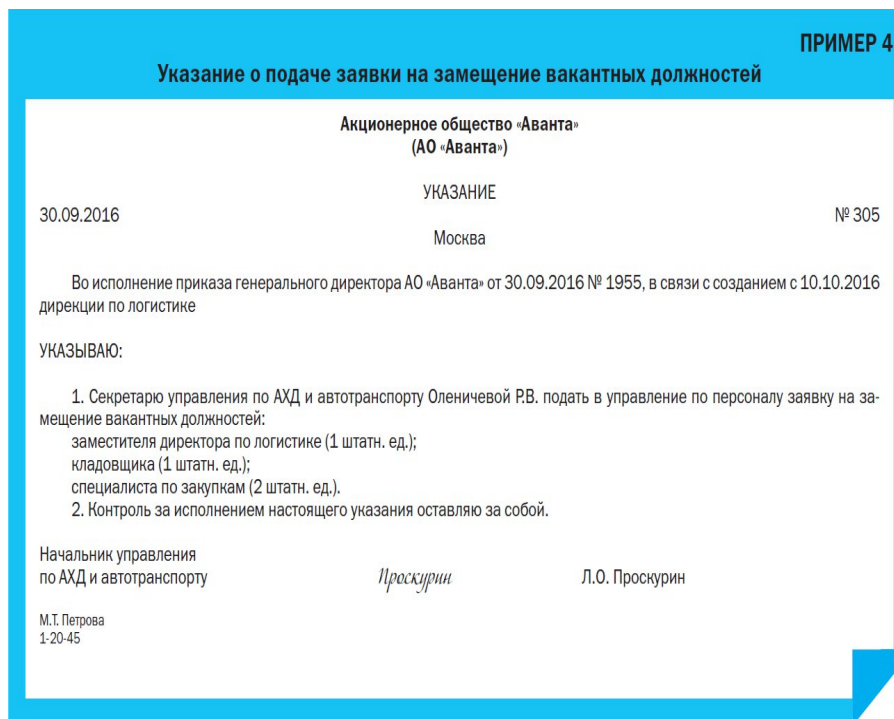 ПРИМЕР 4
Указание о подаче заявки на замещение вакантных должностей
Акционерное общество «Аванта»
(АО «Аванта»)
УКАЗАНИЕ
30.09.2016 № 305
Москва
Во исполнение приказа генерального директора АО «Аванта» от 30.09.2016 № 1955, в связи с созданием с 10.10.2016
дирекции по логистике
УКАЗЫВАЮ:
1. Секретарю управления по АХД и автотранспорту Оленичевой Р.В. подать в управление по персоналу заявку на за-
мещение вакантных должностей:
заместителя директора по логистике (1 штатн. ед.);
кладовщика (1 штатн. ед.);
специалиста по закупкам (2 штатн. ед.).
2. Контроль за исполнением настоящего указания оставляю за собой.
Начальник управления
по АХД и автотранспорту Проскурин Л.О. Проскурин
М.Т. Петрова
1-20-45